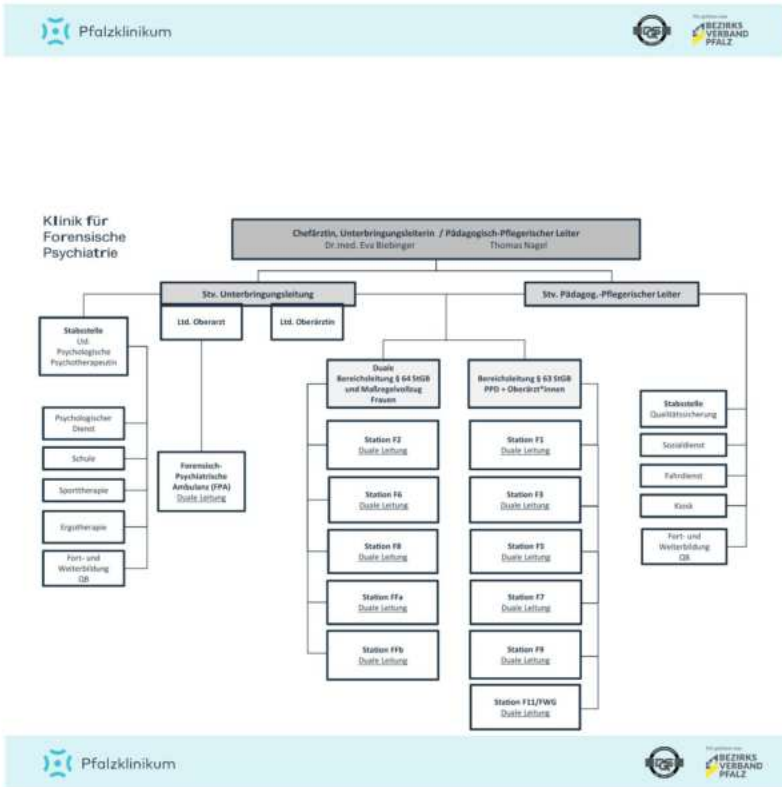 Pfalzklinikum
BEZIRKS
VERBAND
PFALZ
Klinik für
Forensische
Psychiatrie
Chefärztin, Unterbringungsleiterin / Pädagogisch-Pflegerischer Leiter
Dr.med. Eva Biebinger Thomas Nagel
Stv. Unterbringungsleitung
Stv. Pädagog.-Pflegerischer Leiter
Ltd. Oberarzt
Ltd. Oberärztin
Stabsstelle
Ltd.
Psychologische
Psychotherapeutin
Psychologischer
Dienst
Schule
Sporttherapie
Ergotherapie
Fort- und
Weiterbildung
QB
Forensisch-
Psychiatrische
Ambulanz (FPA)
Duale Leitung
Duale
Bereichsleitung § 64 StGB
und Maßregelvollzug
Frauen
Station F2
Duale Leitung
Station F6
Duale Leitung
Station F8
Duale Leitung
Station FFa
Duale Leitung
Station FFb
Duale Leitung
Bereichsleitung § 63 StGB
PPD + Oberärzt*innen
Station F1
Duale Leitung
Station F3
Duale Leitung
Station F5
Duale Leitung
Station F7
Duale Leitung
Station F9
Duale Leitung
Station F11/FWG
Duale Leitung
Stabsstelle
Qualitätssicherung
Sozialdienst
Fahrdienst
Kiosk
Fort- und
Weiterbildung
QB
Pfalzklinikum
BEZIRKS
VERBAND
PFALZ